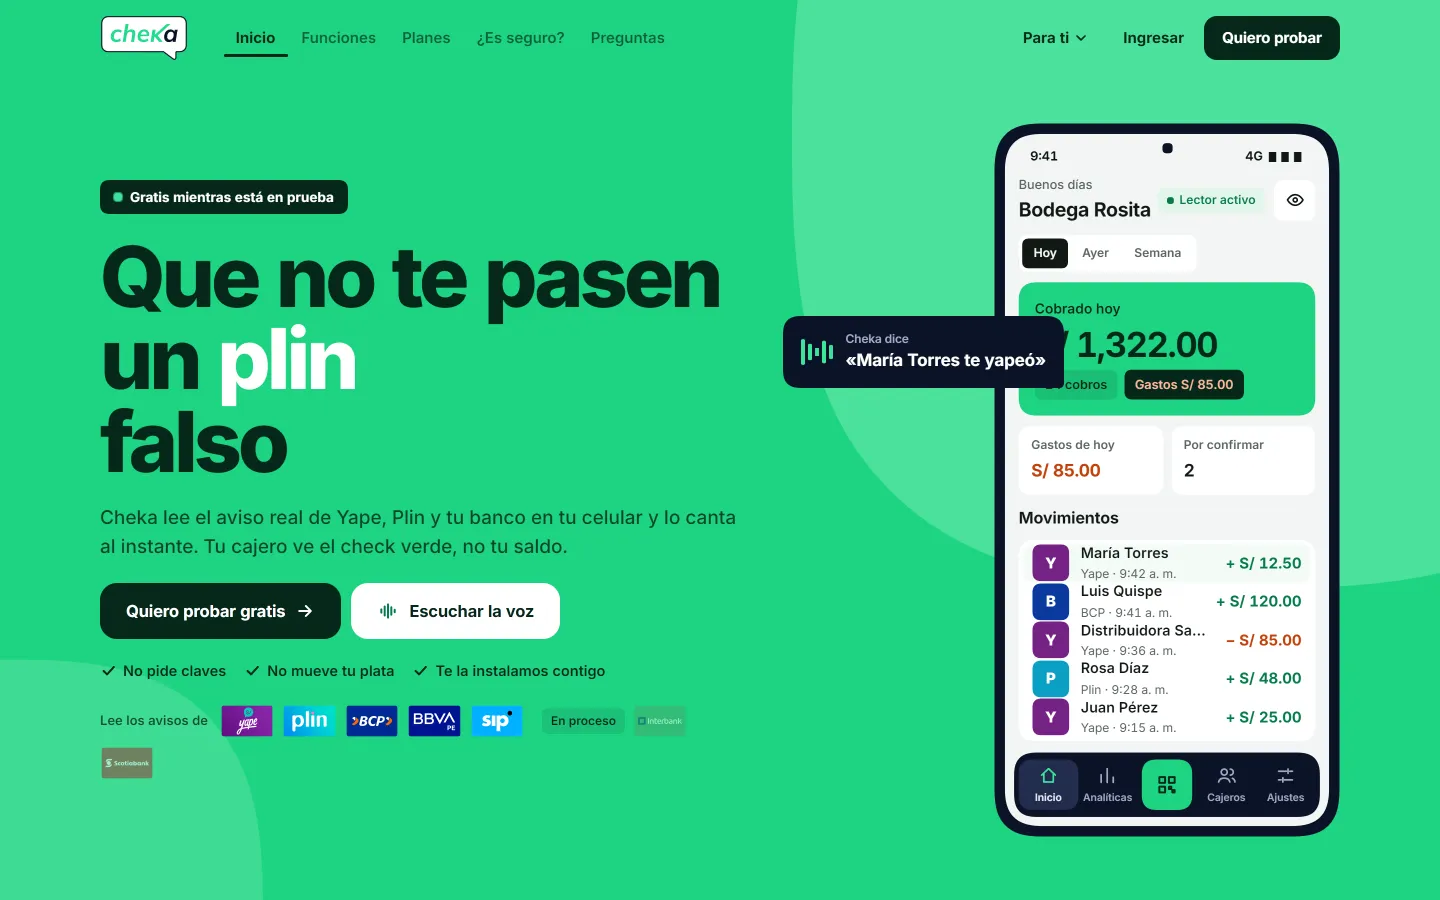 cheka
Inicio
Funciones
Planes
¿Es seguro?
Preguntas
Para ti
Ingresar
Quiero probar
Gratis mientras está en prueba
Que no te pasen
un plin
falso
Cheka lee el aviso real de Yape, Plin y tu banco en tu celular y lo canta
al instante. Tu cajero ve el check verde, no tu saldo.
Quiero probar gratis
Escuchar la voz
No pide claves
No mueve tu plata
Te la instalamos contigo
Lee los avisos de
yape
plin
BCP
BBVA
PE
sip
En proceso
Interbank
Scotiabank
9:41
4G
Buenos días
Bodega Rosita
Lector activo
Hoy
Ayer
Semana
Cobrado hoy
1,322.00
Cheka dice
«María Torres te yapeó»
cobros
Gastos S/ 85.00
Gastos de hoy
S/ 85.00
Por confirmar
2
Movimientos
Y
María Torres
Yape · 9:42 a. m.
+ S/ 12.50
B
Luis Quispe
BCP · 9:41 a. m.
+ S/ 120.00
Y
Distribuidora Sa...
Yape · 9:36 a. m.
− S/ 85.00
P
Rosa Díaz
Plin · 9:28 a. m.
+ S/ 48.00
Y
Juan Pérez
Yape · 9:15 a. m.
+ S/ 25.00
Inicio
Analíticas
Cajeros
Ajustes